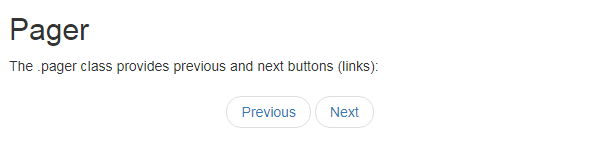 Pager
The .pager class provides previous and next buttons (links):
Previous Next